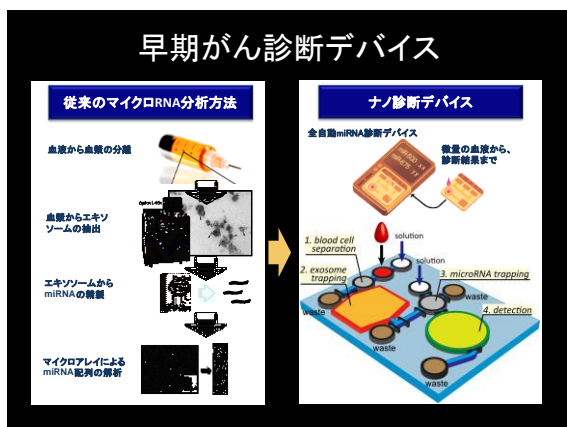 早期がん診断デバイス
従来のマイクロRNA分析方法
血液から血漿の分離
血漿からエキソ
ソームの抽出
エキソソームから
miRNAの精製
マイクロアレイによる
miRNA配列の解析
ナノ診断デバイス
全自動miRNA診断デバイス
微量の血液から、
診断結果まで
solution
solution
1. blood cell
separation
2. exosome
trapping
3. microRNA trapping
4. detection
waste
waste
waste
waste